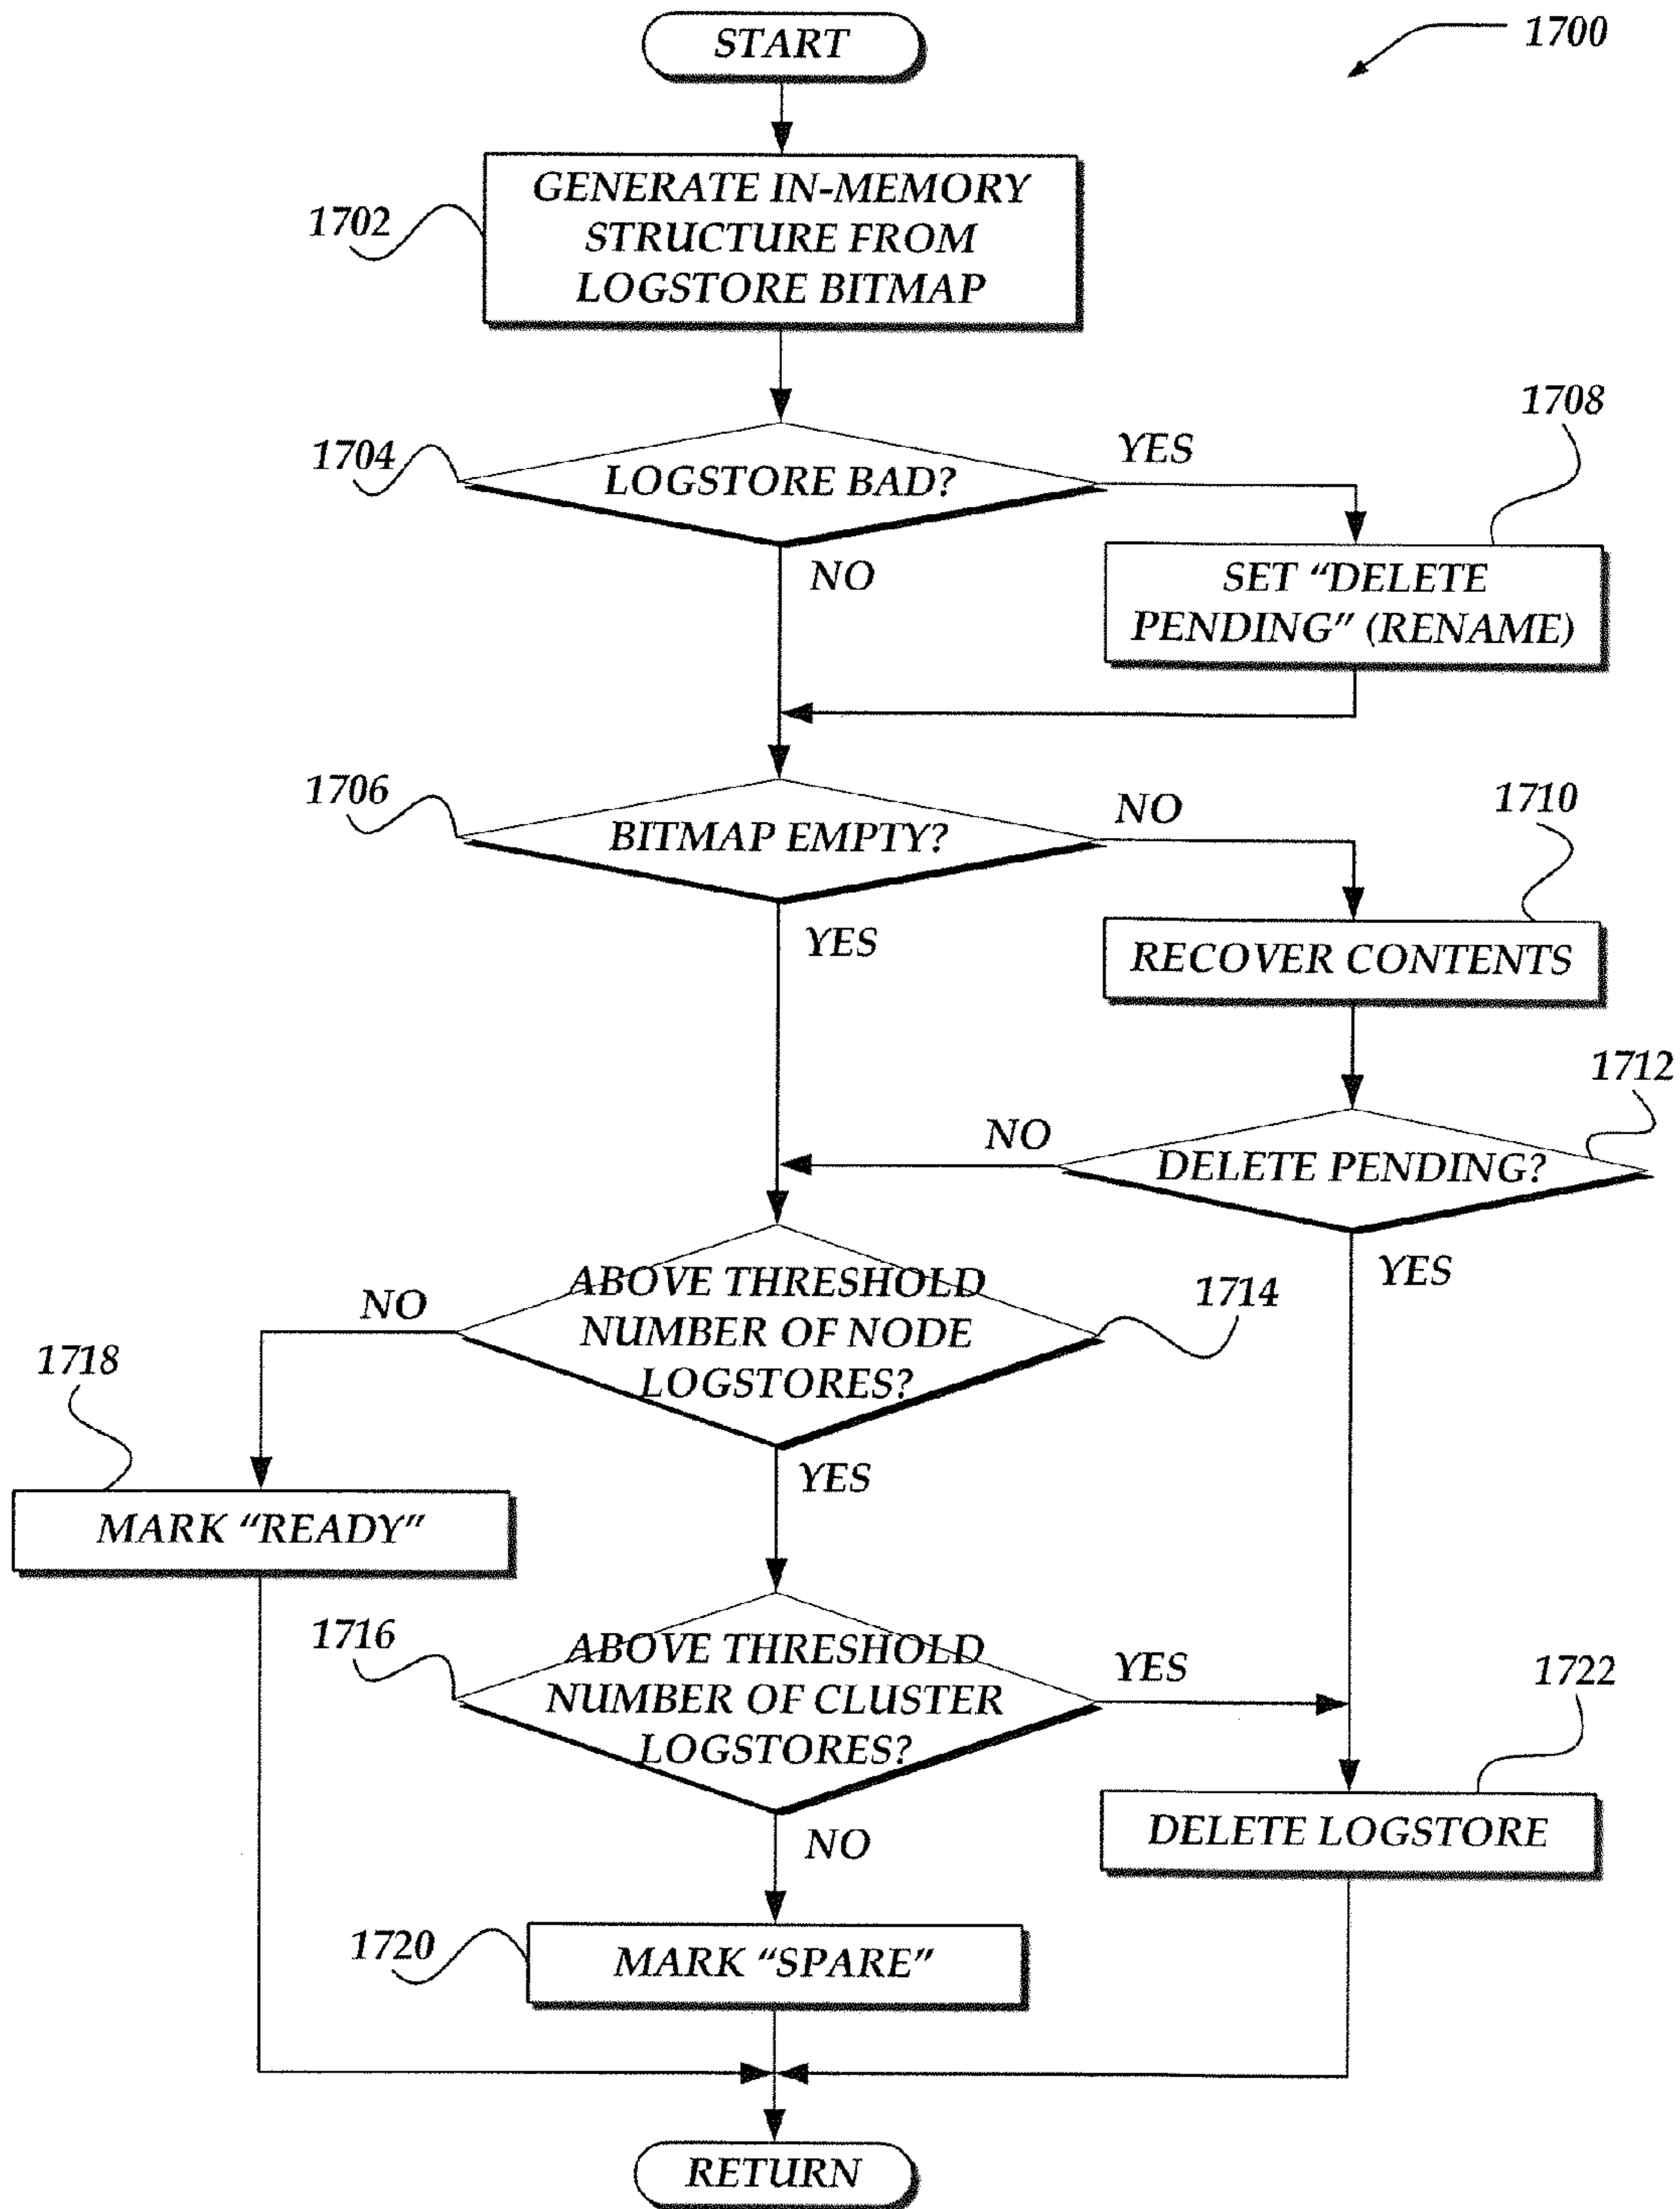 START
1700
GENERATE IN-MEMORY
STRUCTURE FROM
LOGSTORE BITMAP
1702
1704
LOGSTORE BAD?
YES
NO
1708
SET “DELETE
PENDING” (RENAME)
1706
BITMAP EMPTY?
NO
YES
1710
RECOVER CONTENTS
1712
DELETE PENDING?
NO
YES
ABOVE THRESHOLD
NUMBER OF NODE
LOGSTORES?
1714
NO
YES
1718
MARK “READY”
1716
ABOVE THRESHOLD
NUMBER OF CLUSTER
LOGSTORES?
YES
NO
1722
DELETE LOGSTORE
1720
MARK “SPARE”
RETURN